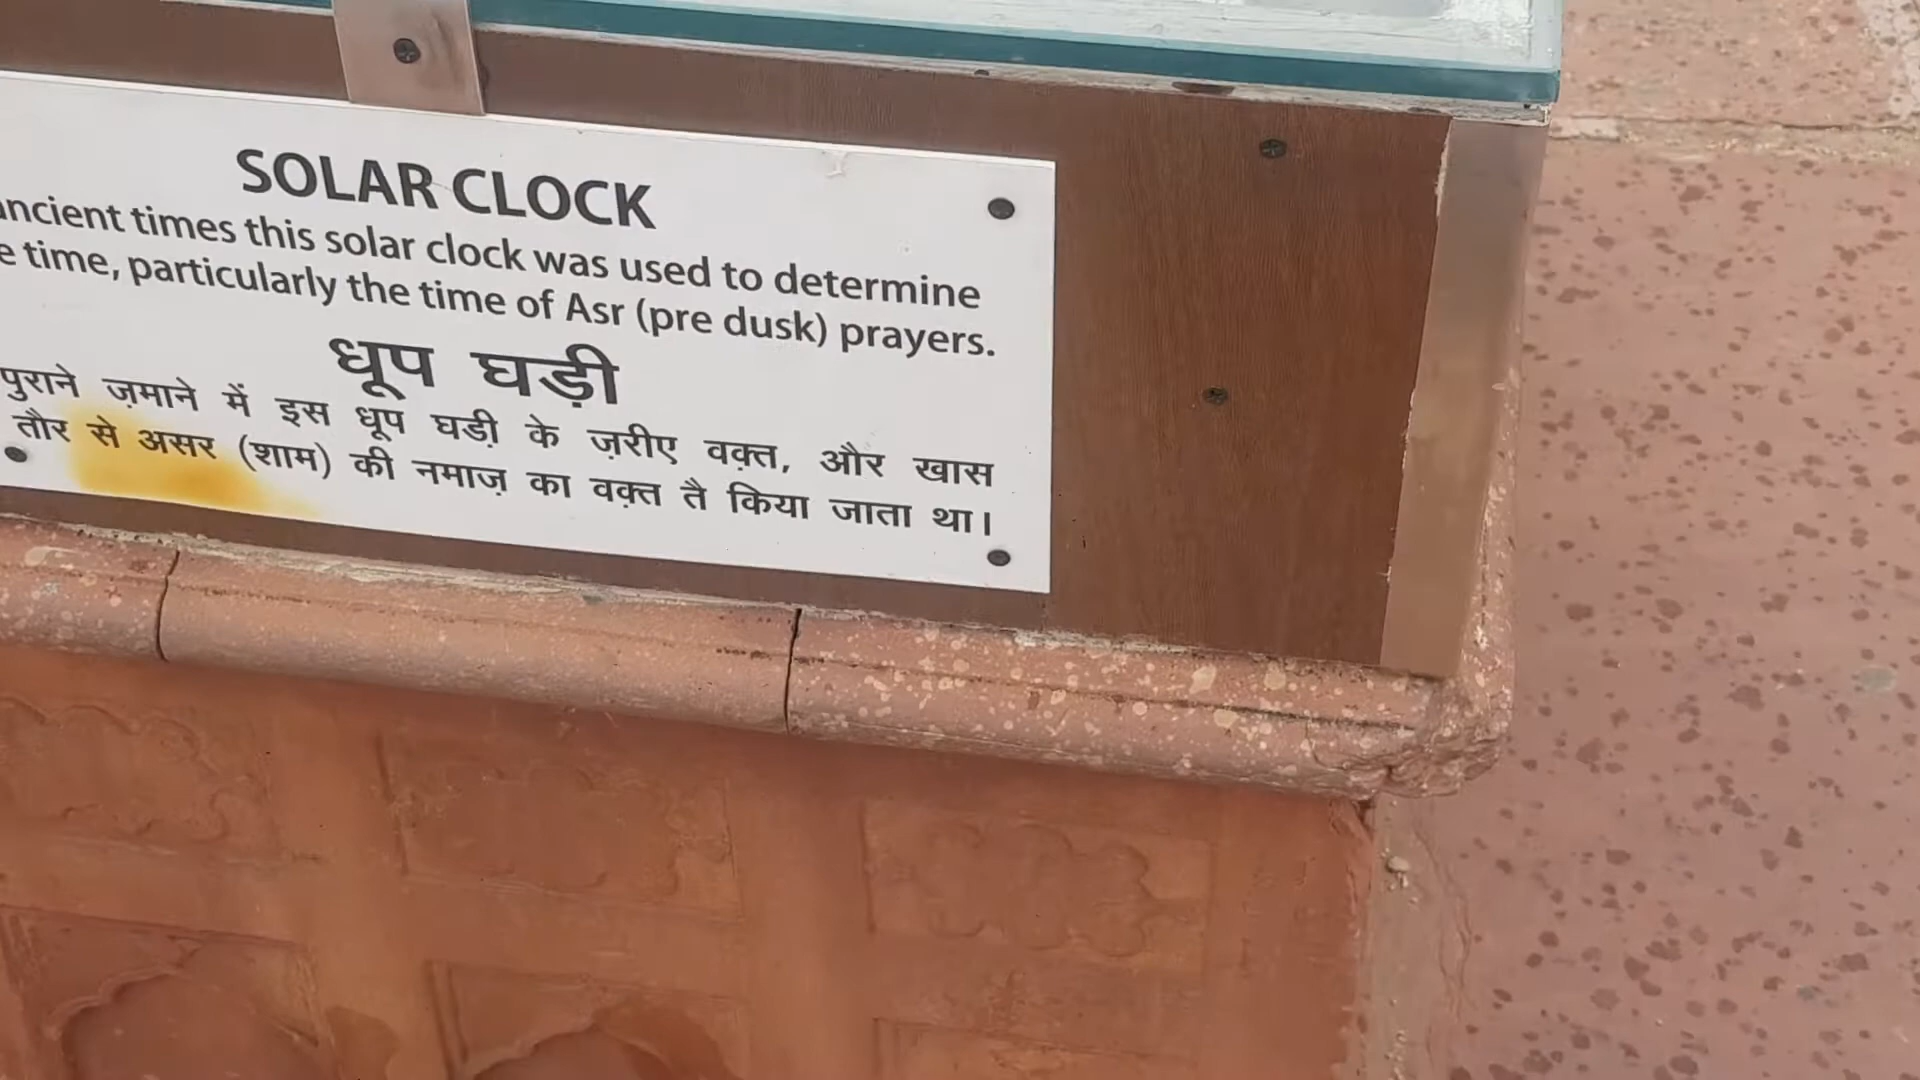 SOLAR CLOCK
ancient times this solar clock was used to determine
e time, particularly the time of Asr (pre dusk) prayers.
धूप घड़ी
पुराने ज़माने में इस धूप घडी़ के ज़रीए वक़्त, और खास
तौर से असर (शाम) की नमाज़ का वक़्त तै किया जाता था।